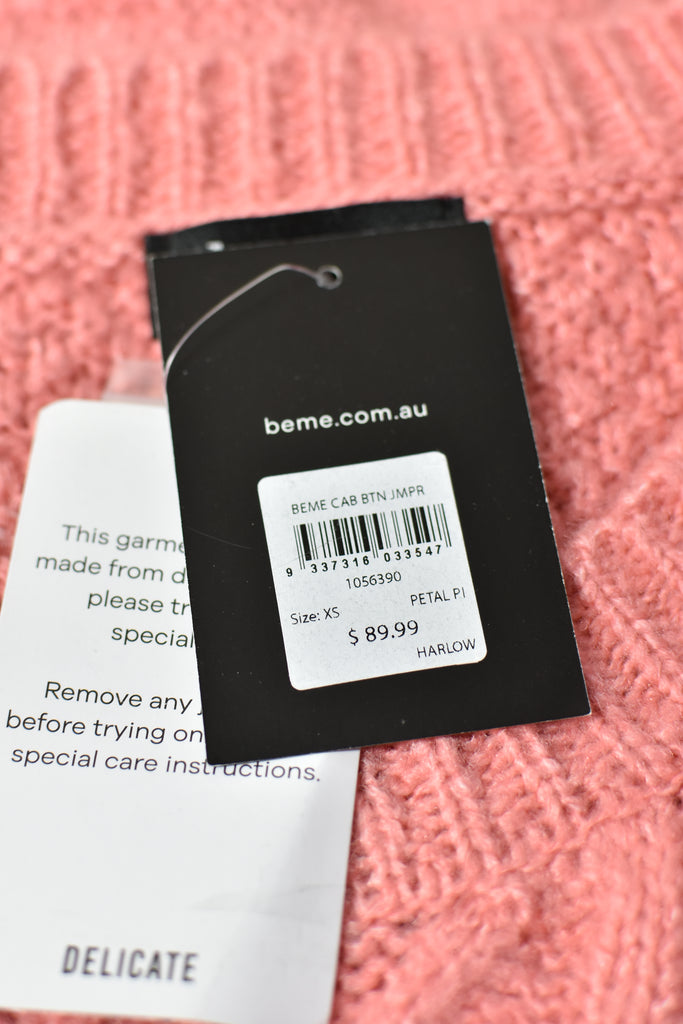 beme.com.au
BEME CAB BTN JMPR
9 337316 033547
1056390
Size: XS PETAL PI
$ 89.99
HARLOW
This garme
made from d
please tr
special
Remove any
before trying on
special care instructions.
DELICATE